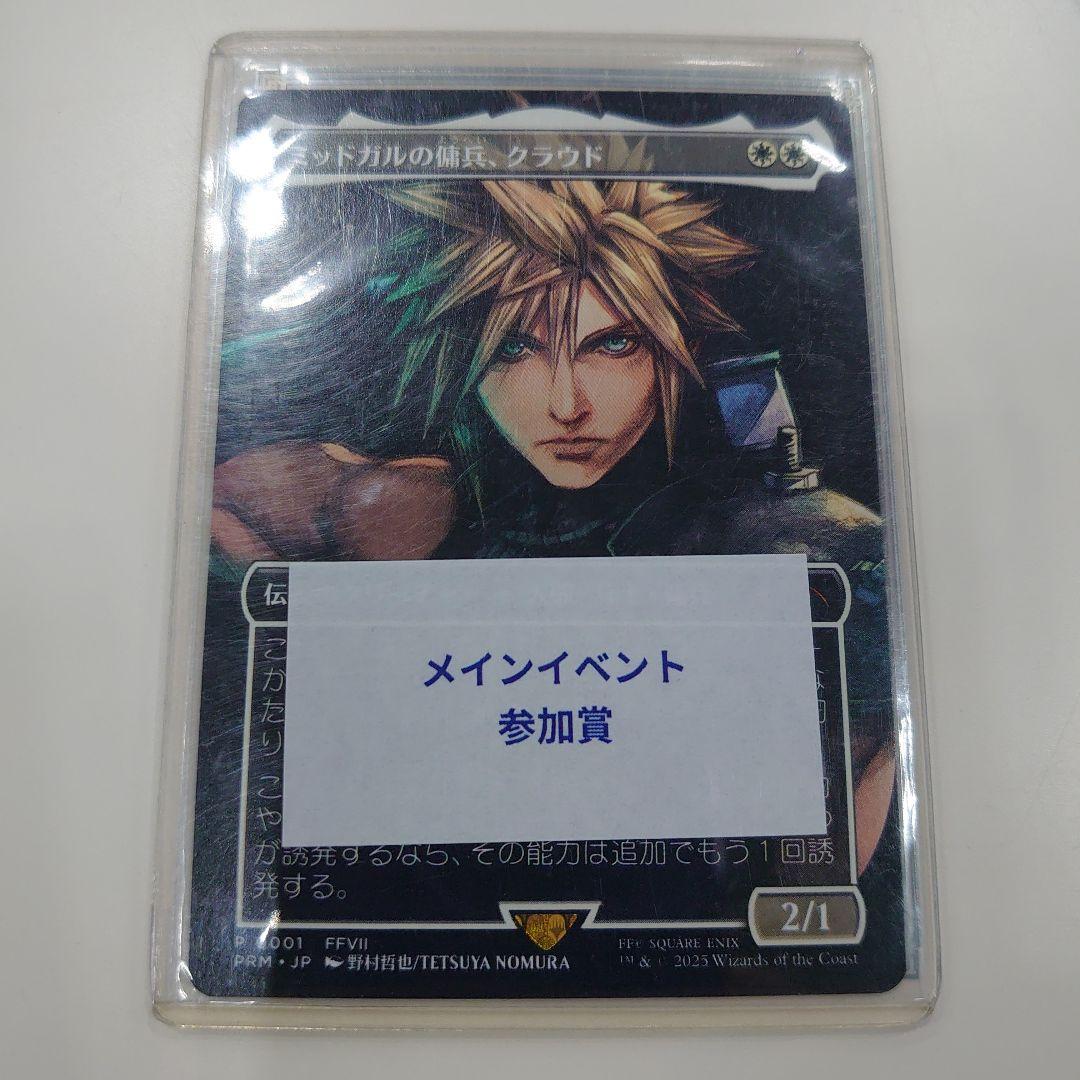 ミッドガルの傭兵、クラウド
伝
こ
か
た
り
メインイベント
参加賞
こ
や
が誘発するなら、その能力は追加でもう1回誘
発する。
2/1
P 0001 FFVII
PRM・JP 野村哲也/TETSUYA NOMURA
FF© SQUARE ENIX
™ & © 2025 Wizards of the Coast